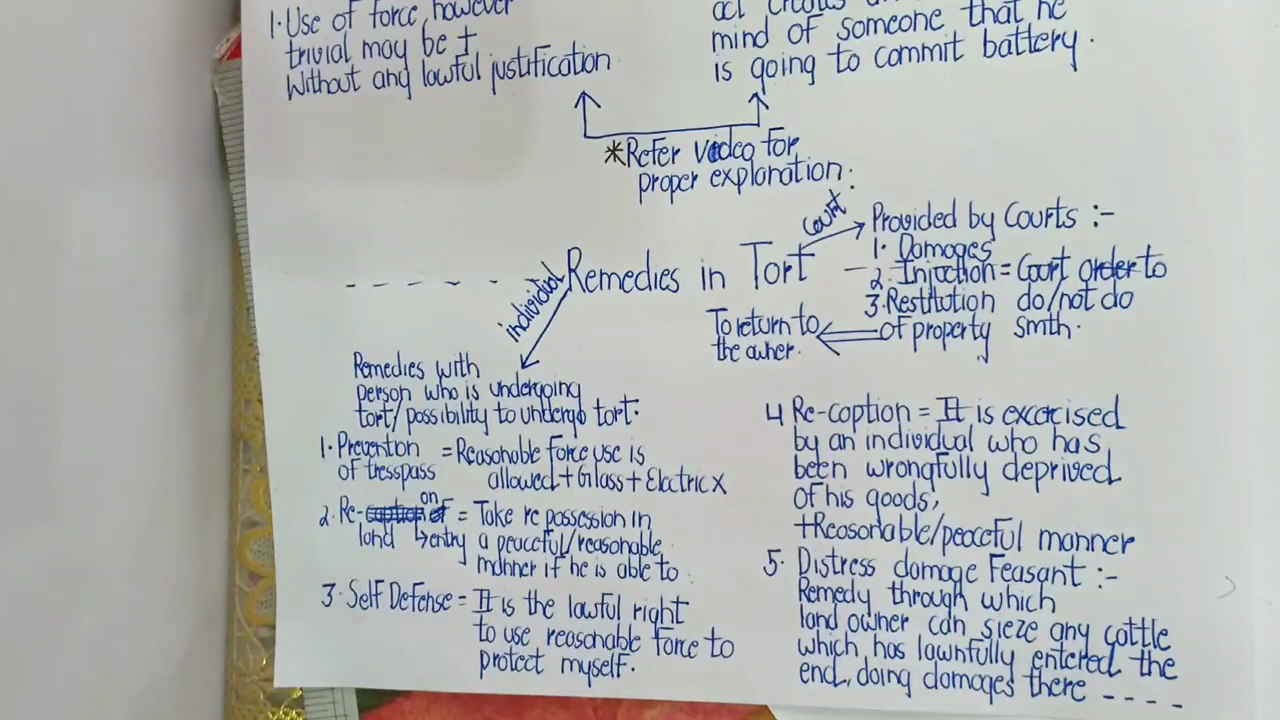 1. Use of force, however
trivial may be +
Without any lawful justification
act creates
mind of someone that he
is going to commit battery.
*Refer video for
proper explanation.
Remedies in Tort
Court
Provided by Courts :-
1. Damages
2. Injection = Court order to
do/not do
smth.
3. Restitution
of property
To return to
the owner.
individual
Remedies with
person who is undergoing
tort/possibility to undergo tort.
1. Prevention = Reasonable force use is
of tresspass allowed + Glass + Electric x
2. Re-caption of on = Take re possession in
land ↳entry a peaceful/reasonable
manner if he is able to.
3. Self Defense = It is the lawful right
to use reasonable force to
protect myself.
4 Re-caption = It is excercised
by an individual who has
been wrongfully deprived
of his goods,
+Reasonable/peaceful manner
5. Distress damage Feasant :-
Remedy through which
land owner can sieze any cattle
which has lawnfully entered the
end, doing damages there ----